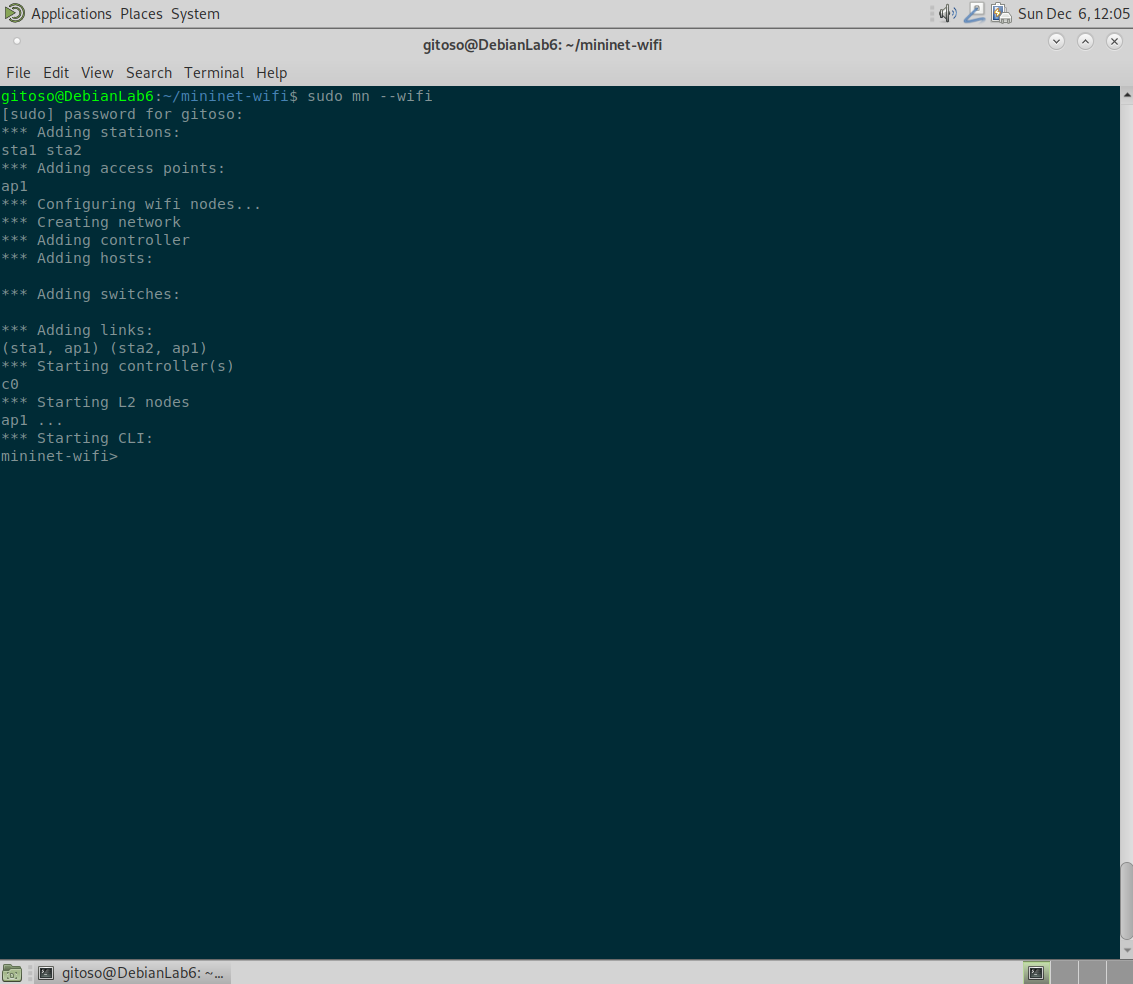 Applications Places System Sun Dec 6, 12:05
gitoso@DebianLab6: ~/mininet-wifi
File Edit View Search Terminal Help
gitoso@DebianLab6:~/mininet-wifi$ sudo mn --wifi
[sudo] password for gitoso:
*** Adding stations:
sta1 sta2
*** Adding access points:
ap1
*** Configuring wifi nodes...
*** Creating network
*** Adding controller
*** Adding hosts:
*** Adding switches:
*** Adding links:
(sta1, ap1) (sta2, ap1)
*** Starting controller(s)
c0
*** Starting L2 nodes
ap1 ...
*** Starting CLI:
mininet-wifi>
gitoso@DebianLab6: ~...